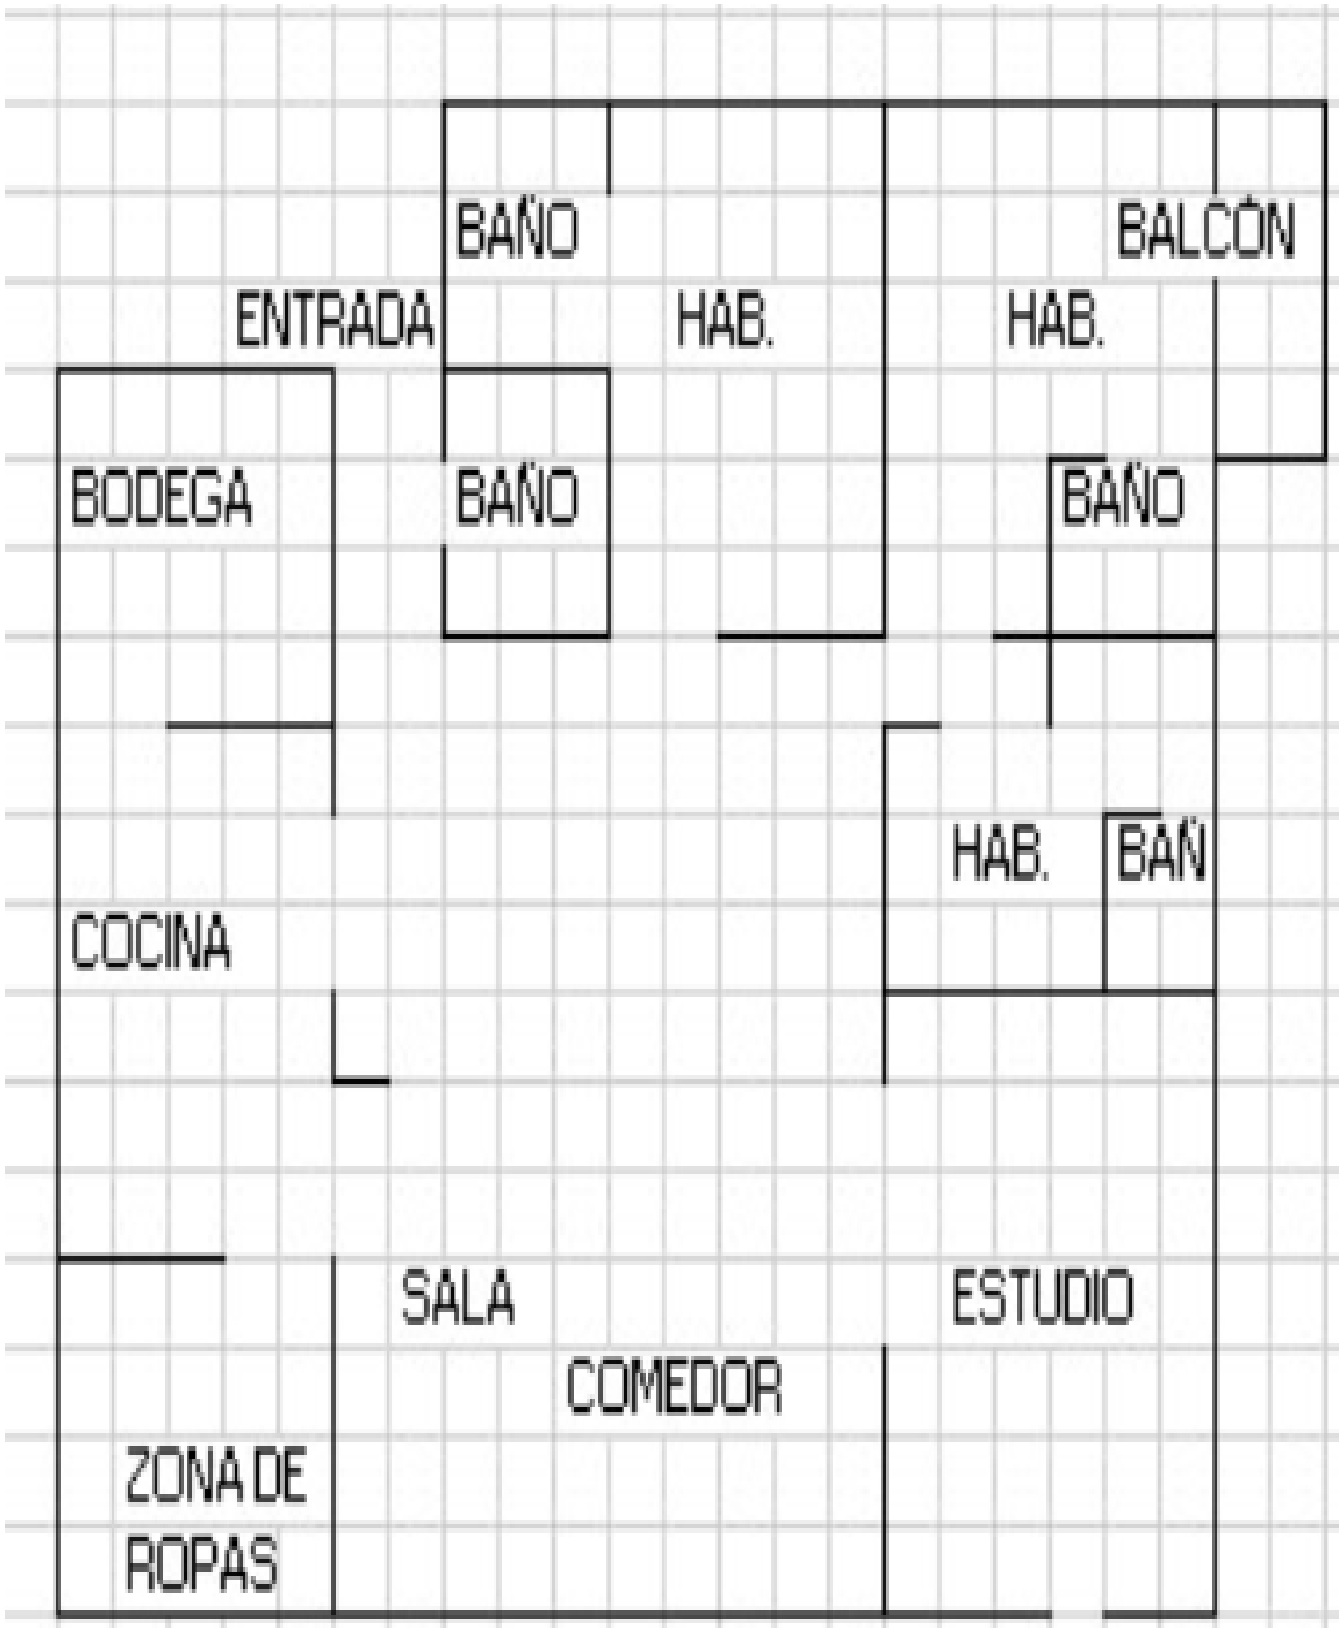 BAÑO
BALCÓN
ENTRADA
HAB.
HAB.
BODEGA
BAÑO
BAÑO
HAB.
BAÑ
COCINA
SALA
ESTUDIO
COMEDOR
ZONA DE
ROPAS